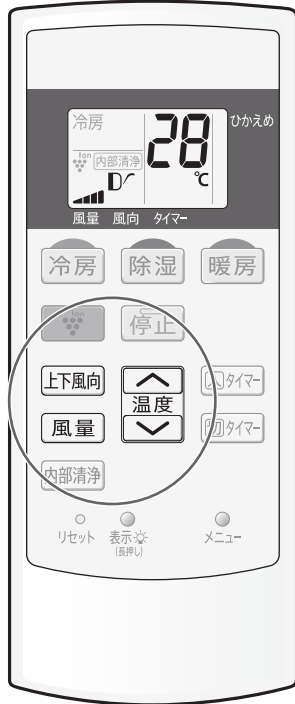 冷房
28
ひかえめ
ion
内部清浄
℃
風量 風向 タイマー
冷房 除湿 暖房
ion
停止
上下風向
温度
入タイマー
風量
切タイマー
内部清浄
リセット 表示 メニュー
(長押し)